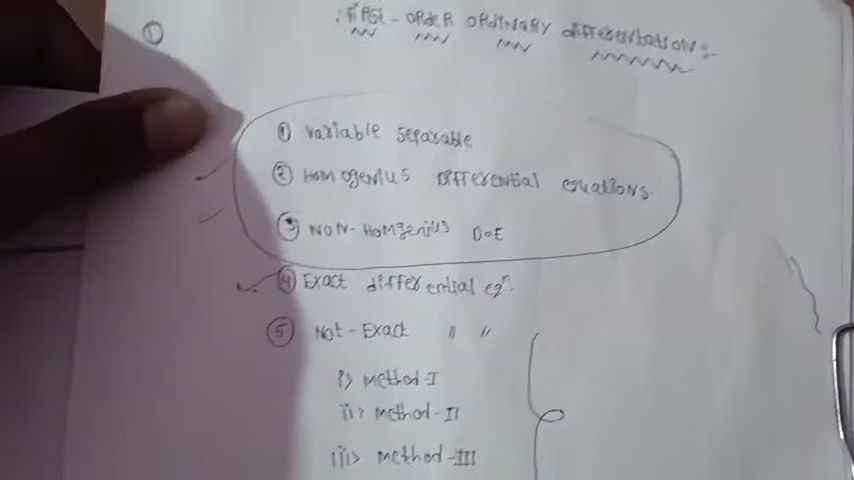 ①
: FIRST - ORDER ORDINARY differentiation :-
① variable separable
② Homogenius Differential equations.
③ NON-Homgenius D∘E
④ Exact differential eqⁿ.
⑤ Not-Exact " "
i) method-I
ii) method-II
iii) method-III